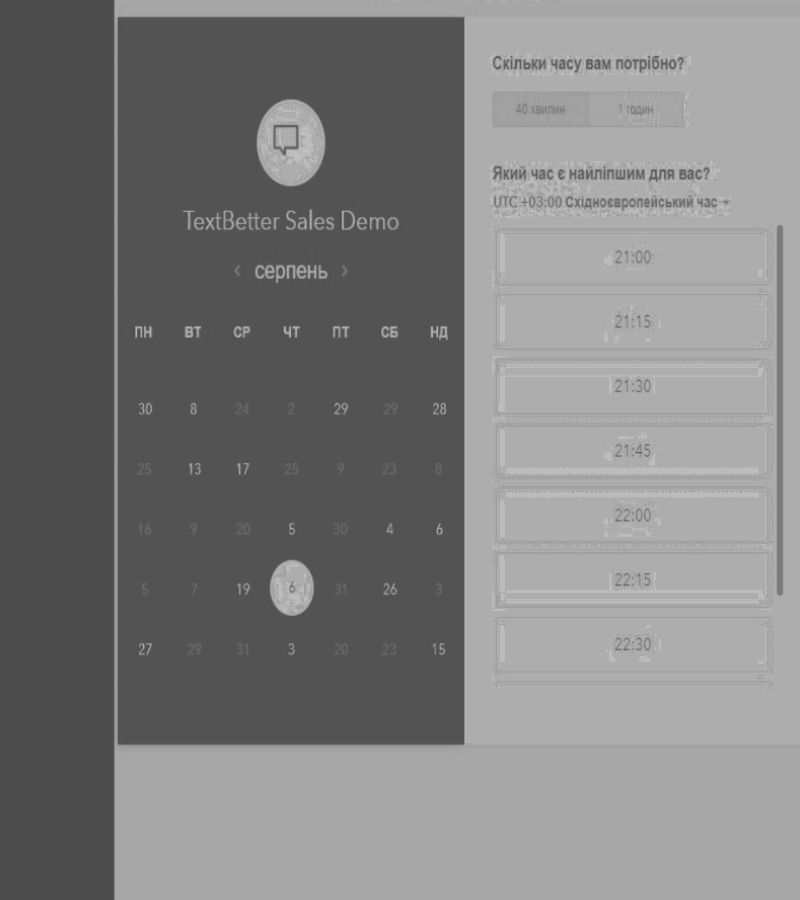 TextBetter Sales Demo
серпень
ПН ВТ СР ЧТ ПТ СБ НД
30 8 24 2 29 29 28
25 13 17 25 9 23 8
16 9 20 5 30 4 6
5 7 19 6 31 26 3
27 29 31 3 20 23 15
Скільки часу вам потрібно?
40 хвилин 1 годин
Який час є найліпшим для вас?
UTC +03:00 Східноєвропейський час
21:00
21:15
21:30
21:45
22:00
22:15
22:30